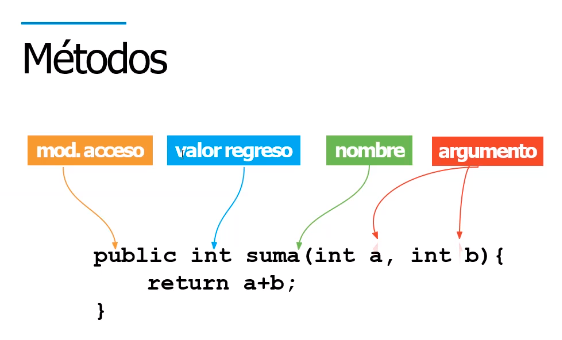 Métodos
mod. acceso valor regreso nombre argumento
public int suma(int a, int b){
return a+b;
}